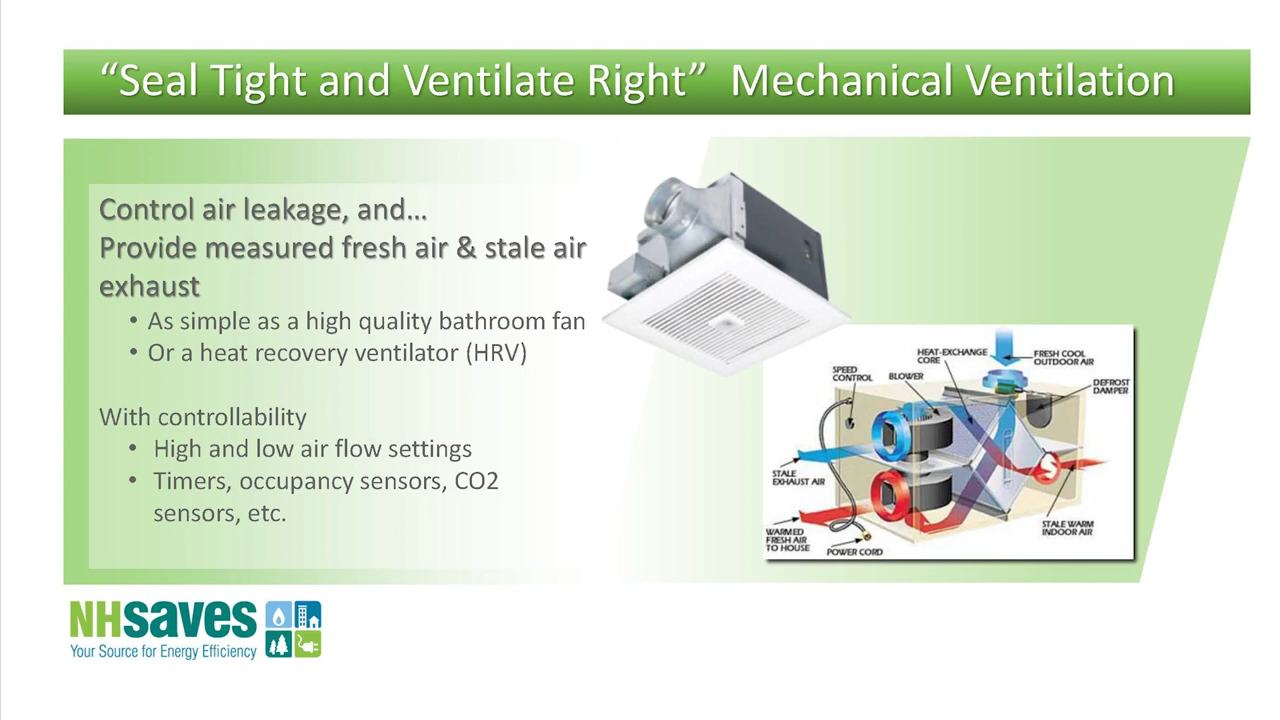 “Seal Tight and Ventilate Right” Mechanical Ventilation
Control air leakage, and…
Provide measured fresh air & stale air
exhaust
• As simple as a high quality bathroom fan
• Or a heat recovery ventilator (HRV)
With controllability
• High and low air flow settings
• Timers, occupancy sensors, CO2
sensors, etc.
HEAT-EXCHANGE
CORE
FRESH COOL
OUTDOOR AIR
SPEED
CONTROL
BLOWER
DEFROST
DAMPER
STALE
EXHAUST AIR
WARMED
FRESH AIR
TO HOUSE
POWER CORD
STALE WARM
INDOOR AIR
NHsaves
Your Source for Energy Efficiency